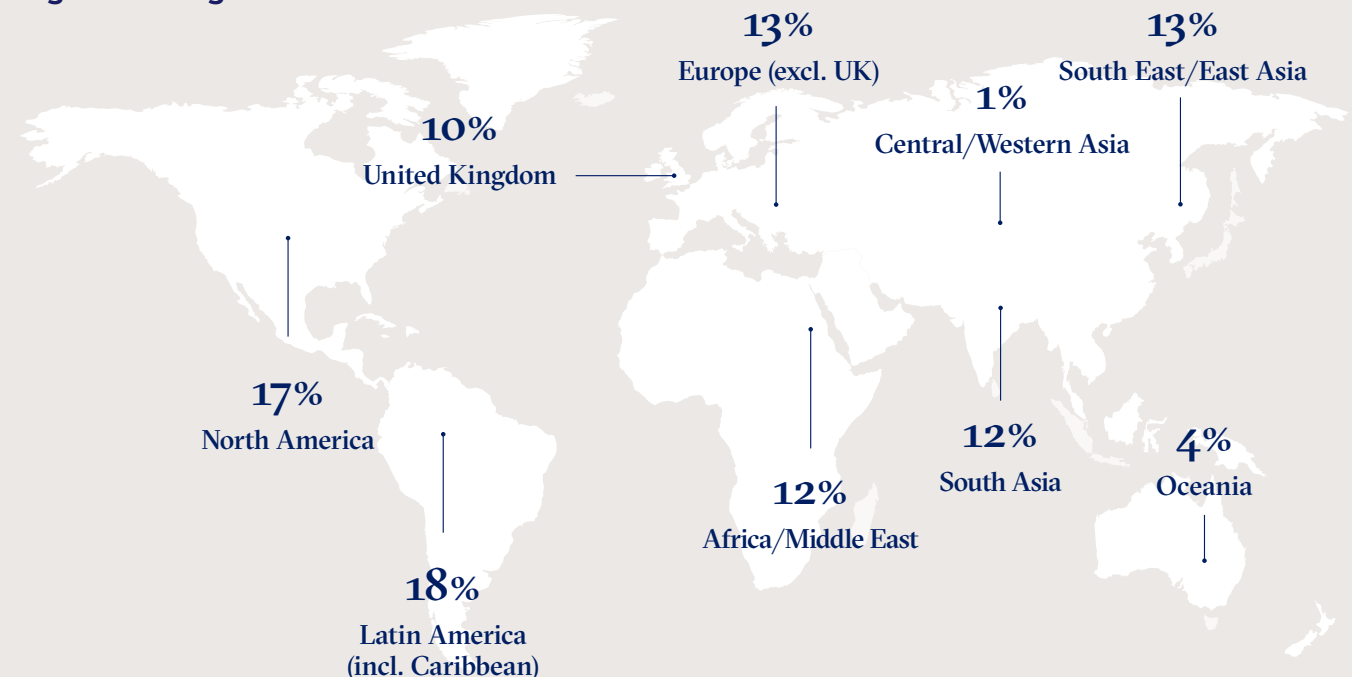 13%
Europe (excl. UK)
13%
South East/East Asia
1%
Central/Western Asia
10%
United Kingdom
17%
North America
12%
South Asia
4%
Oceania
12%
Africa/Middle East
18%
Latin America
(incl. Caribbean)